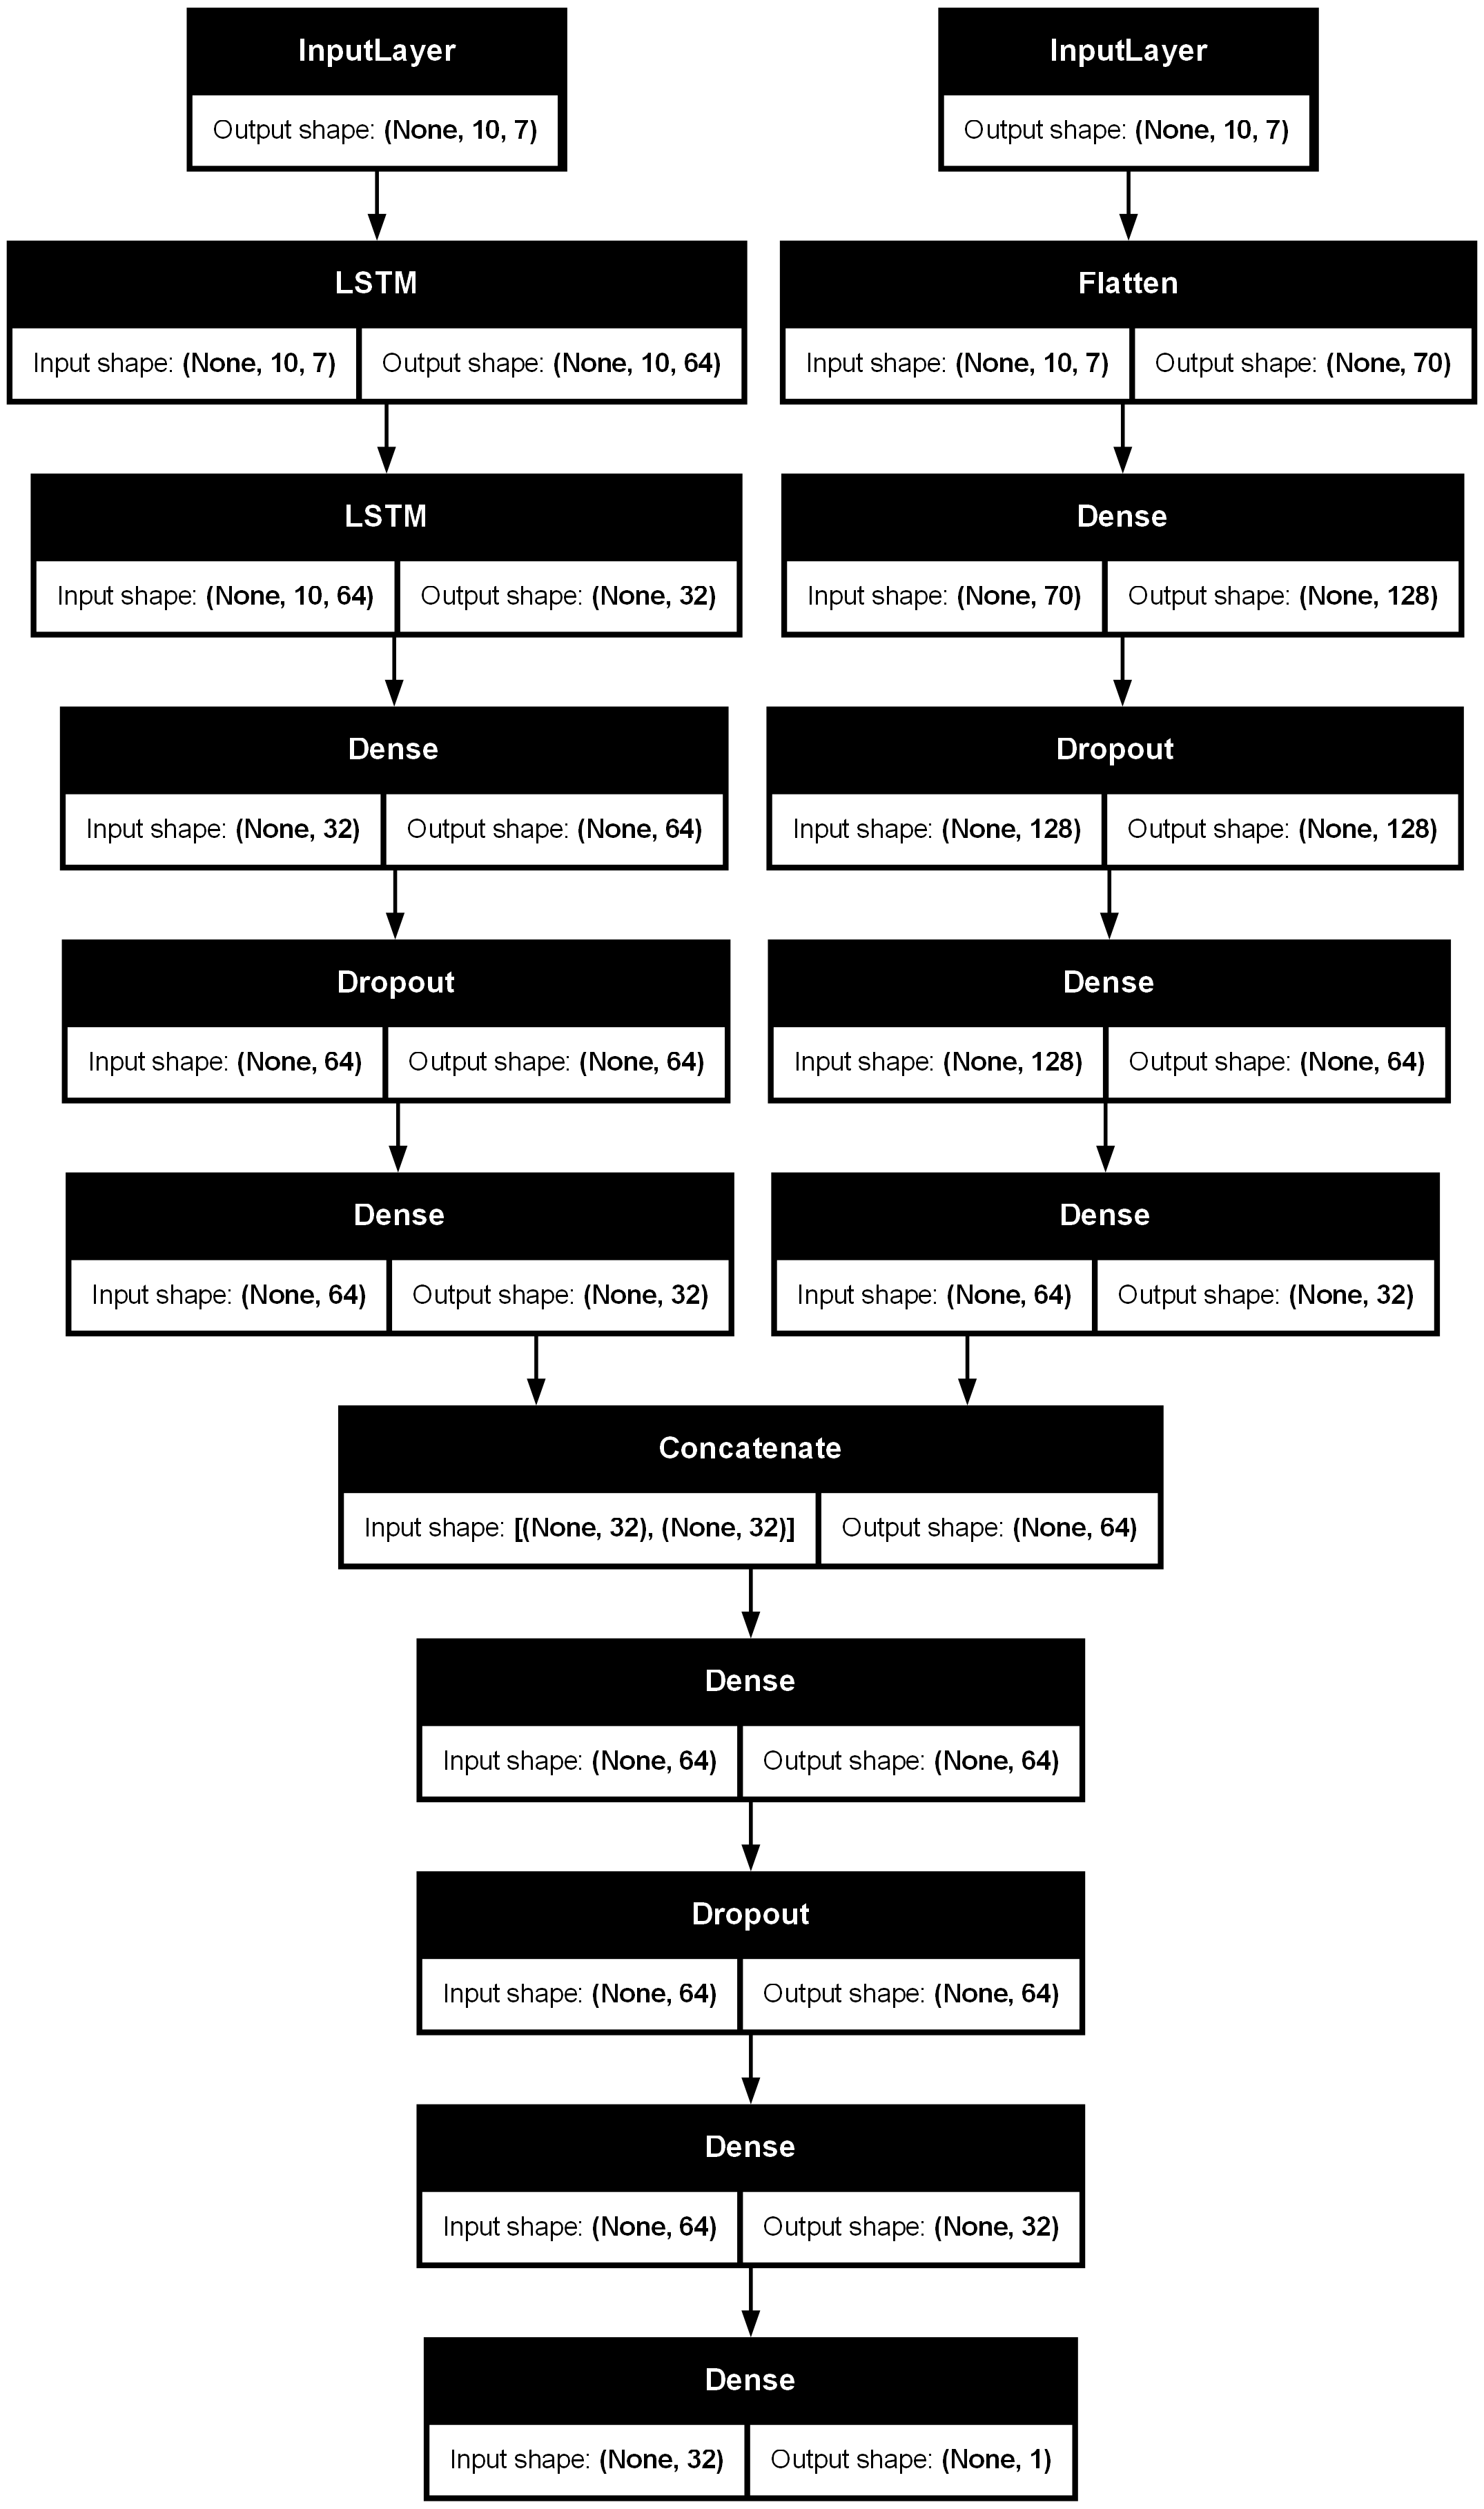 InputLayer
Output shape: (None, 10, 7)
InputLayer
Output shape: (None, 10, 7)
LSTM
Input shape: (None, 10, 7) Output shape: (None, 10, 64)
Flatten
Input shape: (None, 10, 7) Output shape: (None, 70)
LSTM
Input shape: (None, 10, 64) Output shape: (None, 32)
Dense
Input shape: (None, 70) Output shape: (None, 128)
Dense
Input shape: (None, 32) Output shape: (None, 64)
Dropout
Input shape: (None, 128) Output shape: (None, 128)
Dropout
Input shape: (None, 64) Output shape: (None, 64)
Dense
Input shape: (None, 128) Output shape: (None, 64)
Dense
Input shape: (None, 64) Output shape: (None, 32)
Dense
Input shape: (None, 64) Output shape: (None, 32)
Concatenate
Input shape: [(None, 32), (None, 32)] Output shape: (None, 64)
Dense
Input shape: (None, 64) Output shape: (None, 64)
Dropout
Input shape: (None, 64) Output shape: (None, 64)
Dense
Input shape: (None, 64) Output shape: (None, 32)
Dense
Input shape: (None, 32) Output shape: (None, 1)